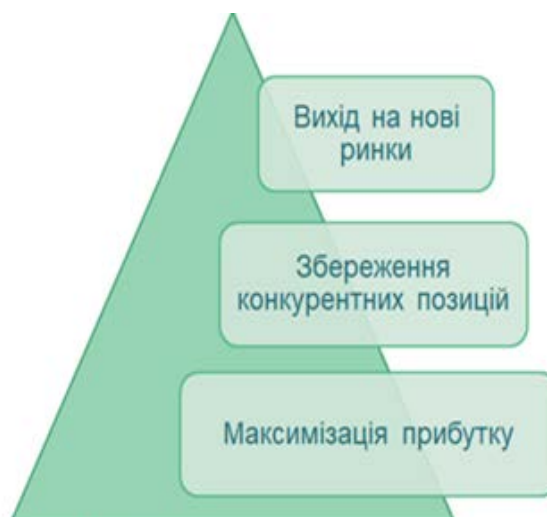 Вихід на нові
ринки
Збереження
конкурентних позицій
Максимізація прибутку